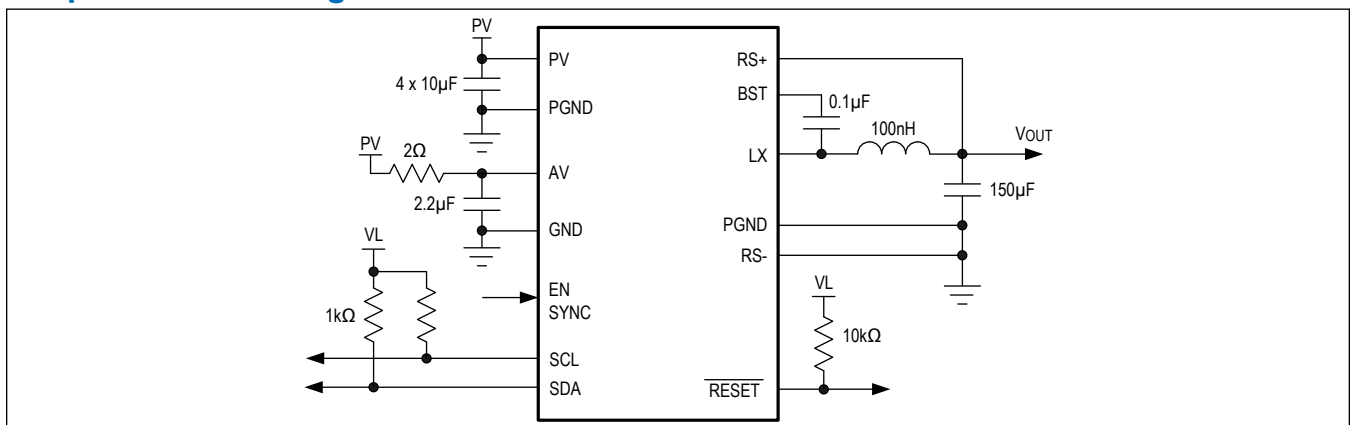 PV
PV
4 x 10µF
PGND
PV
2Ω
AV
2.2µF
GND
VL
EN
SYNC
1kΩ
SCL
SDA
RS+
BST
0.1µF
100nH
LX
VOUT
150µF
PGND
RS-
VL
10kΩ
RESET